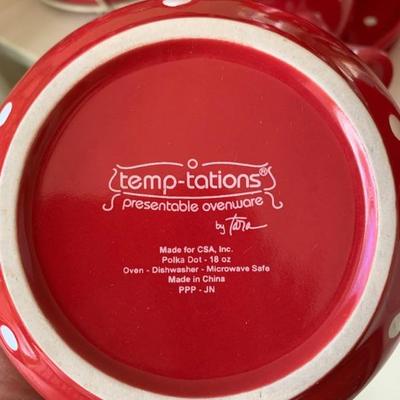 temp-tations®
presentable ovenware
by Tara
Made for CSA, Inc.
Polka Dot - 18 oz
Oven - Dishwasher - Microwave Safe
Made in China
PPP - JN